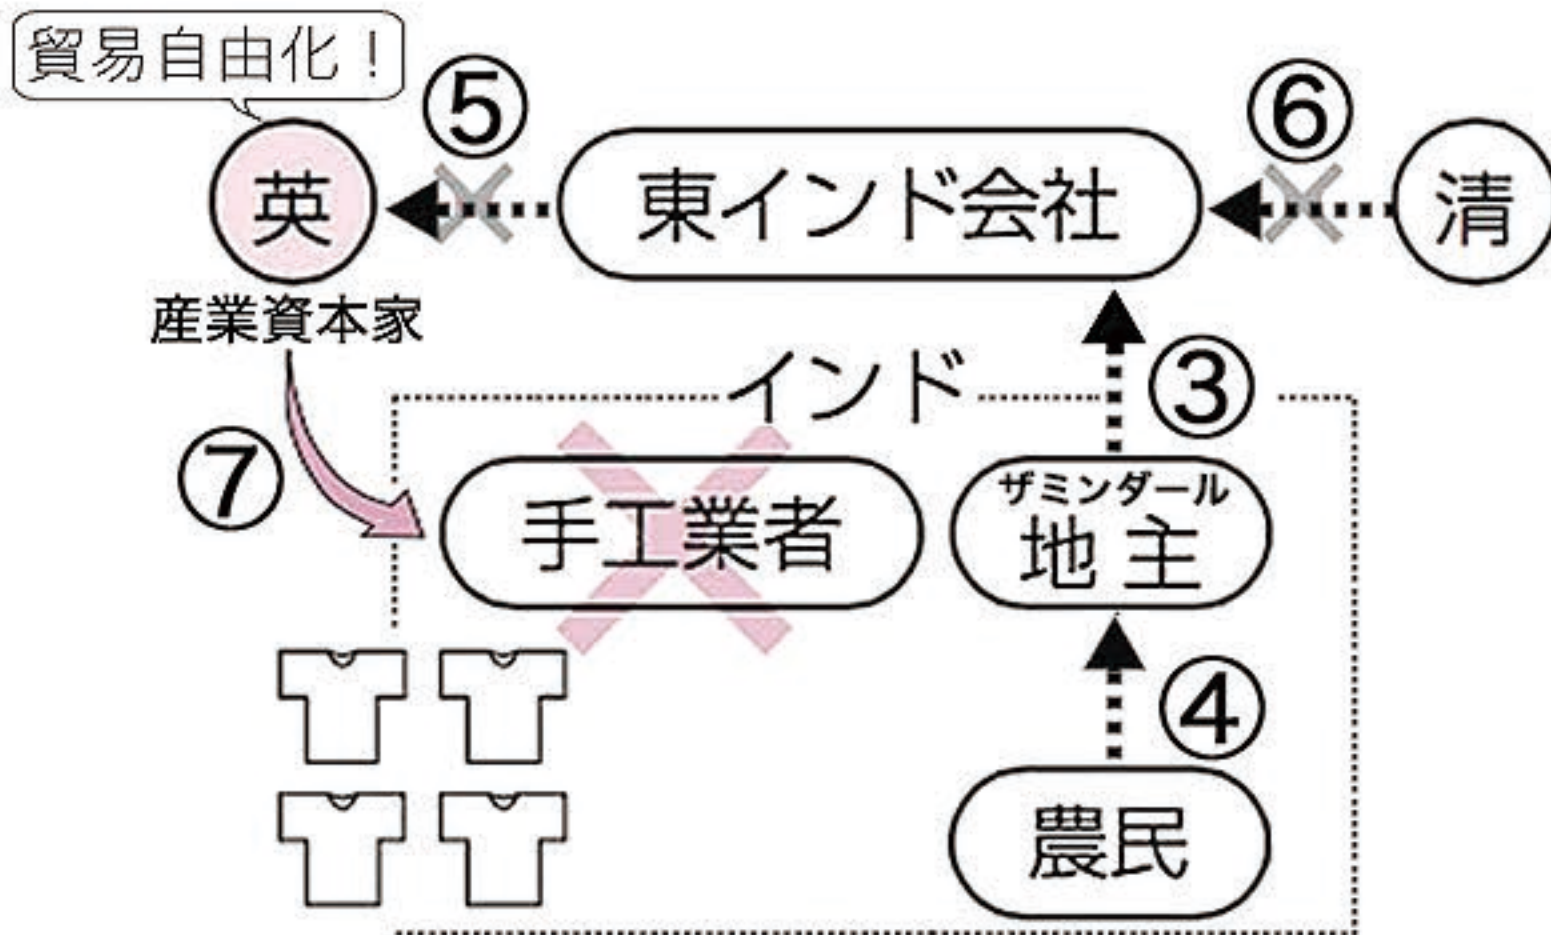 貿易自由化！
⑤
⑥
英
東インド会社
清
産業資本家
インド
③
⑦
手工業者
ザミンダール
地主
④
農民